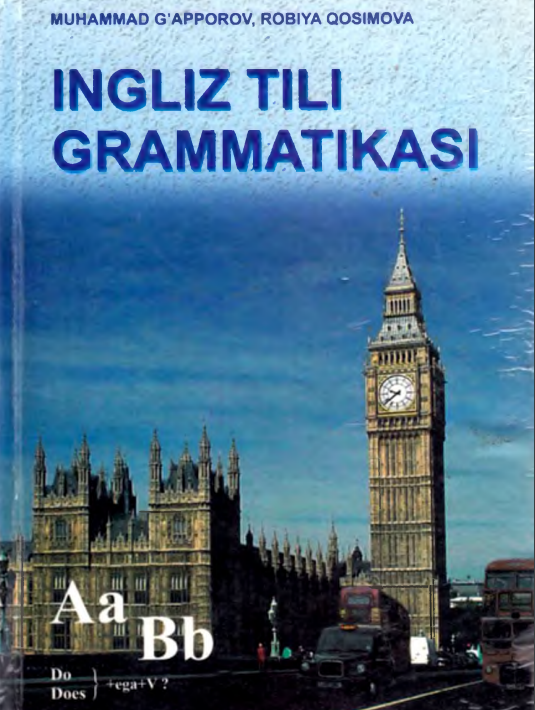 MUHAMMAD G'APPOROV, ROBIYA QOSIMOVA
INGLIZ TILI
GRAMMATIKASI
Aa
Bb
Do
Does
} +ega+V ?